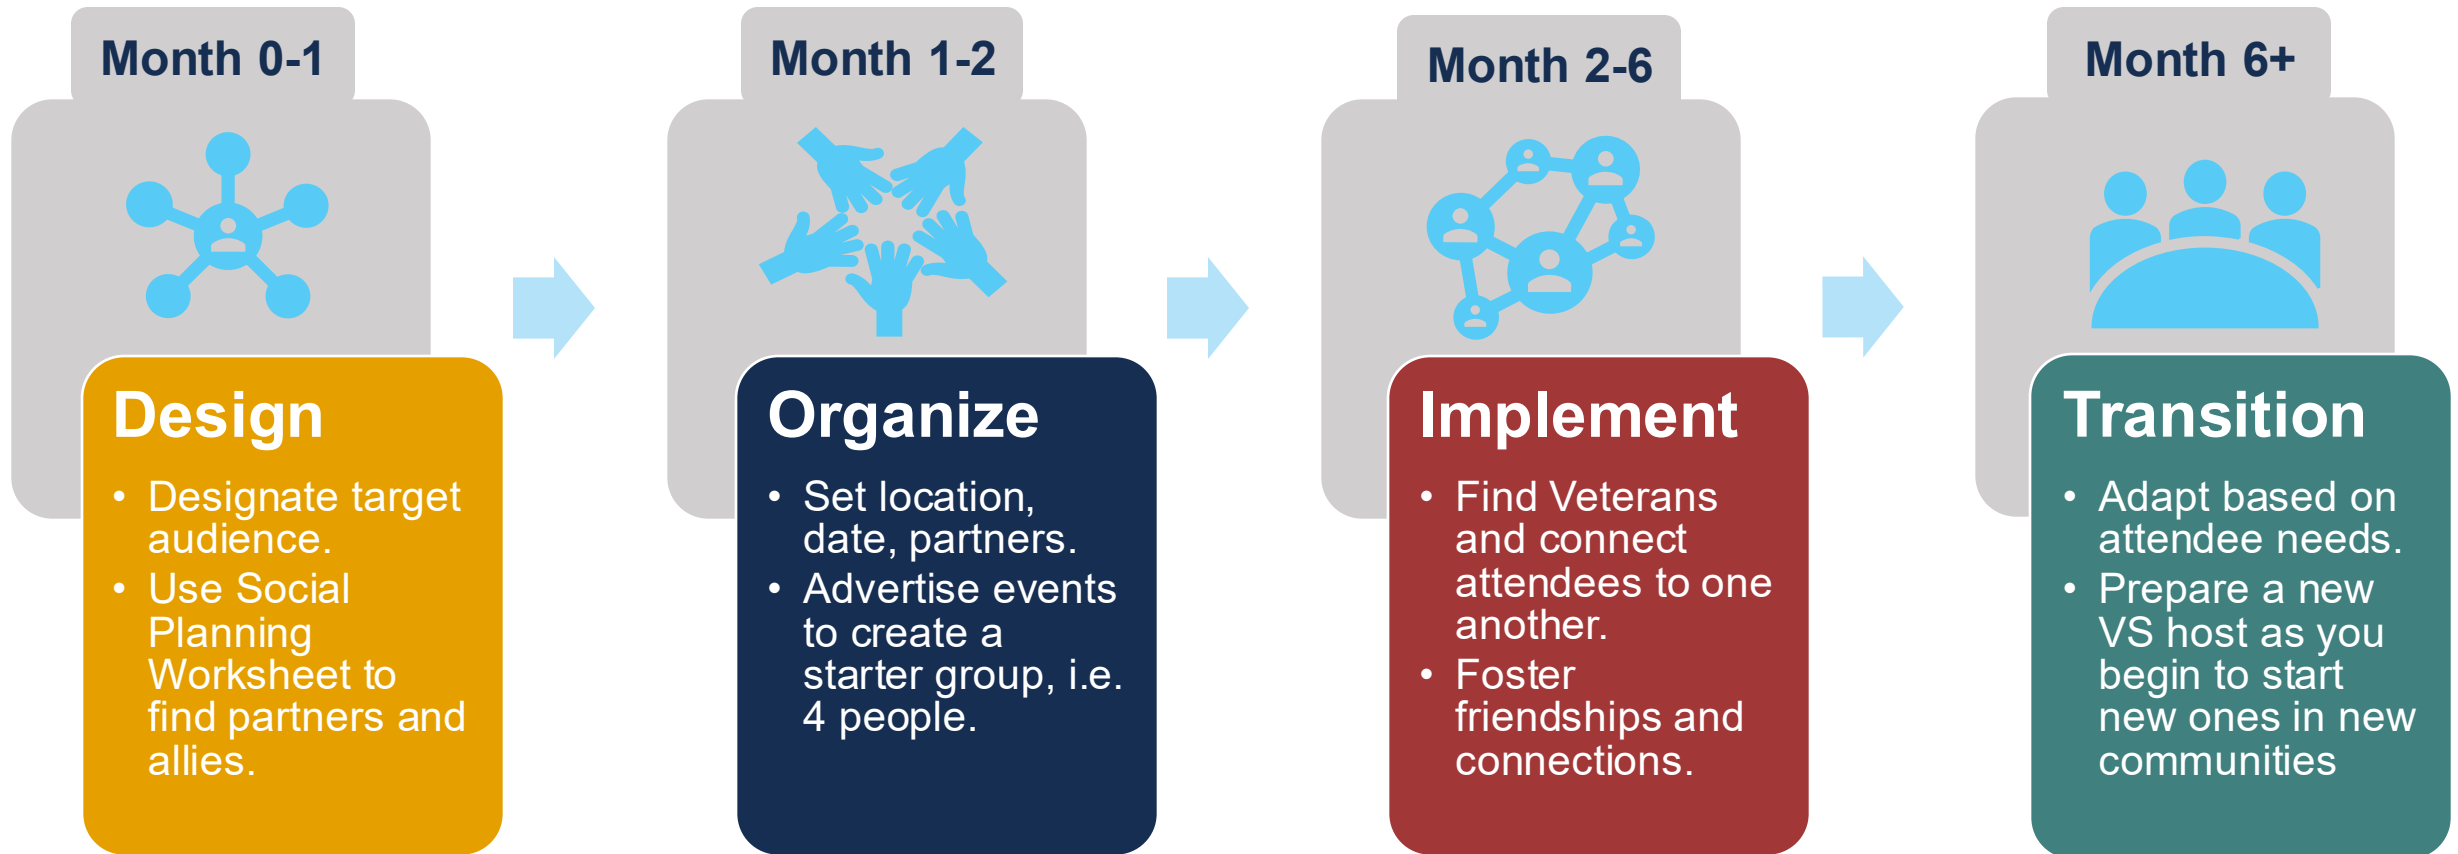 Month 0-1
Design
• Designate target
audience.
• Use Social
Planning
Worksheet to
find partners and
allies.
Month 1-2
Organize
• Set location,
date, partners.
• Advertise events
to create a
starter group, i.e.
4 people.
Month 2-6
Implement
• Find Veterans
and connect
attendees to one
another.
• Foster
friendships and
connections.
Month 6+
Transition
• Adapt based on
attendee needs.
• Prepare a new
VS host as you
begin to start
new ones in new
communities